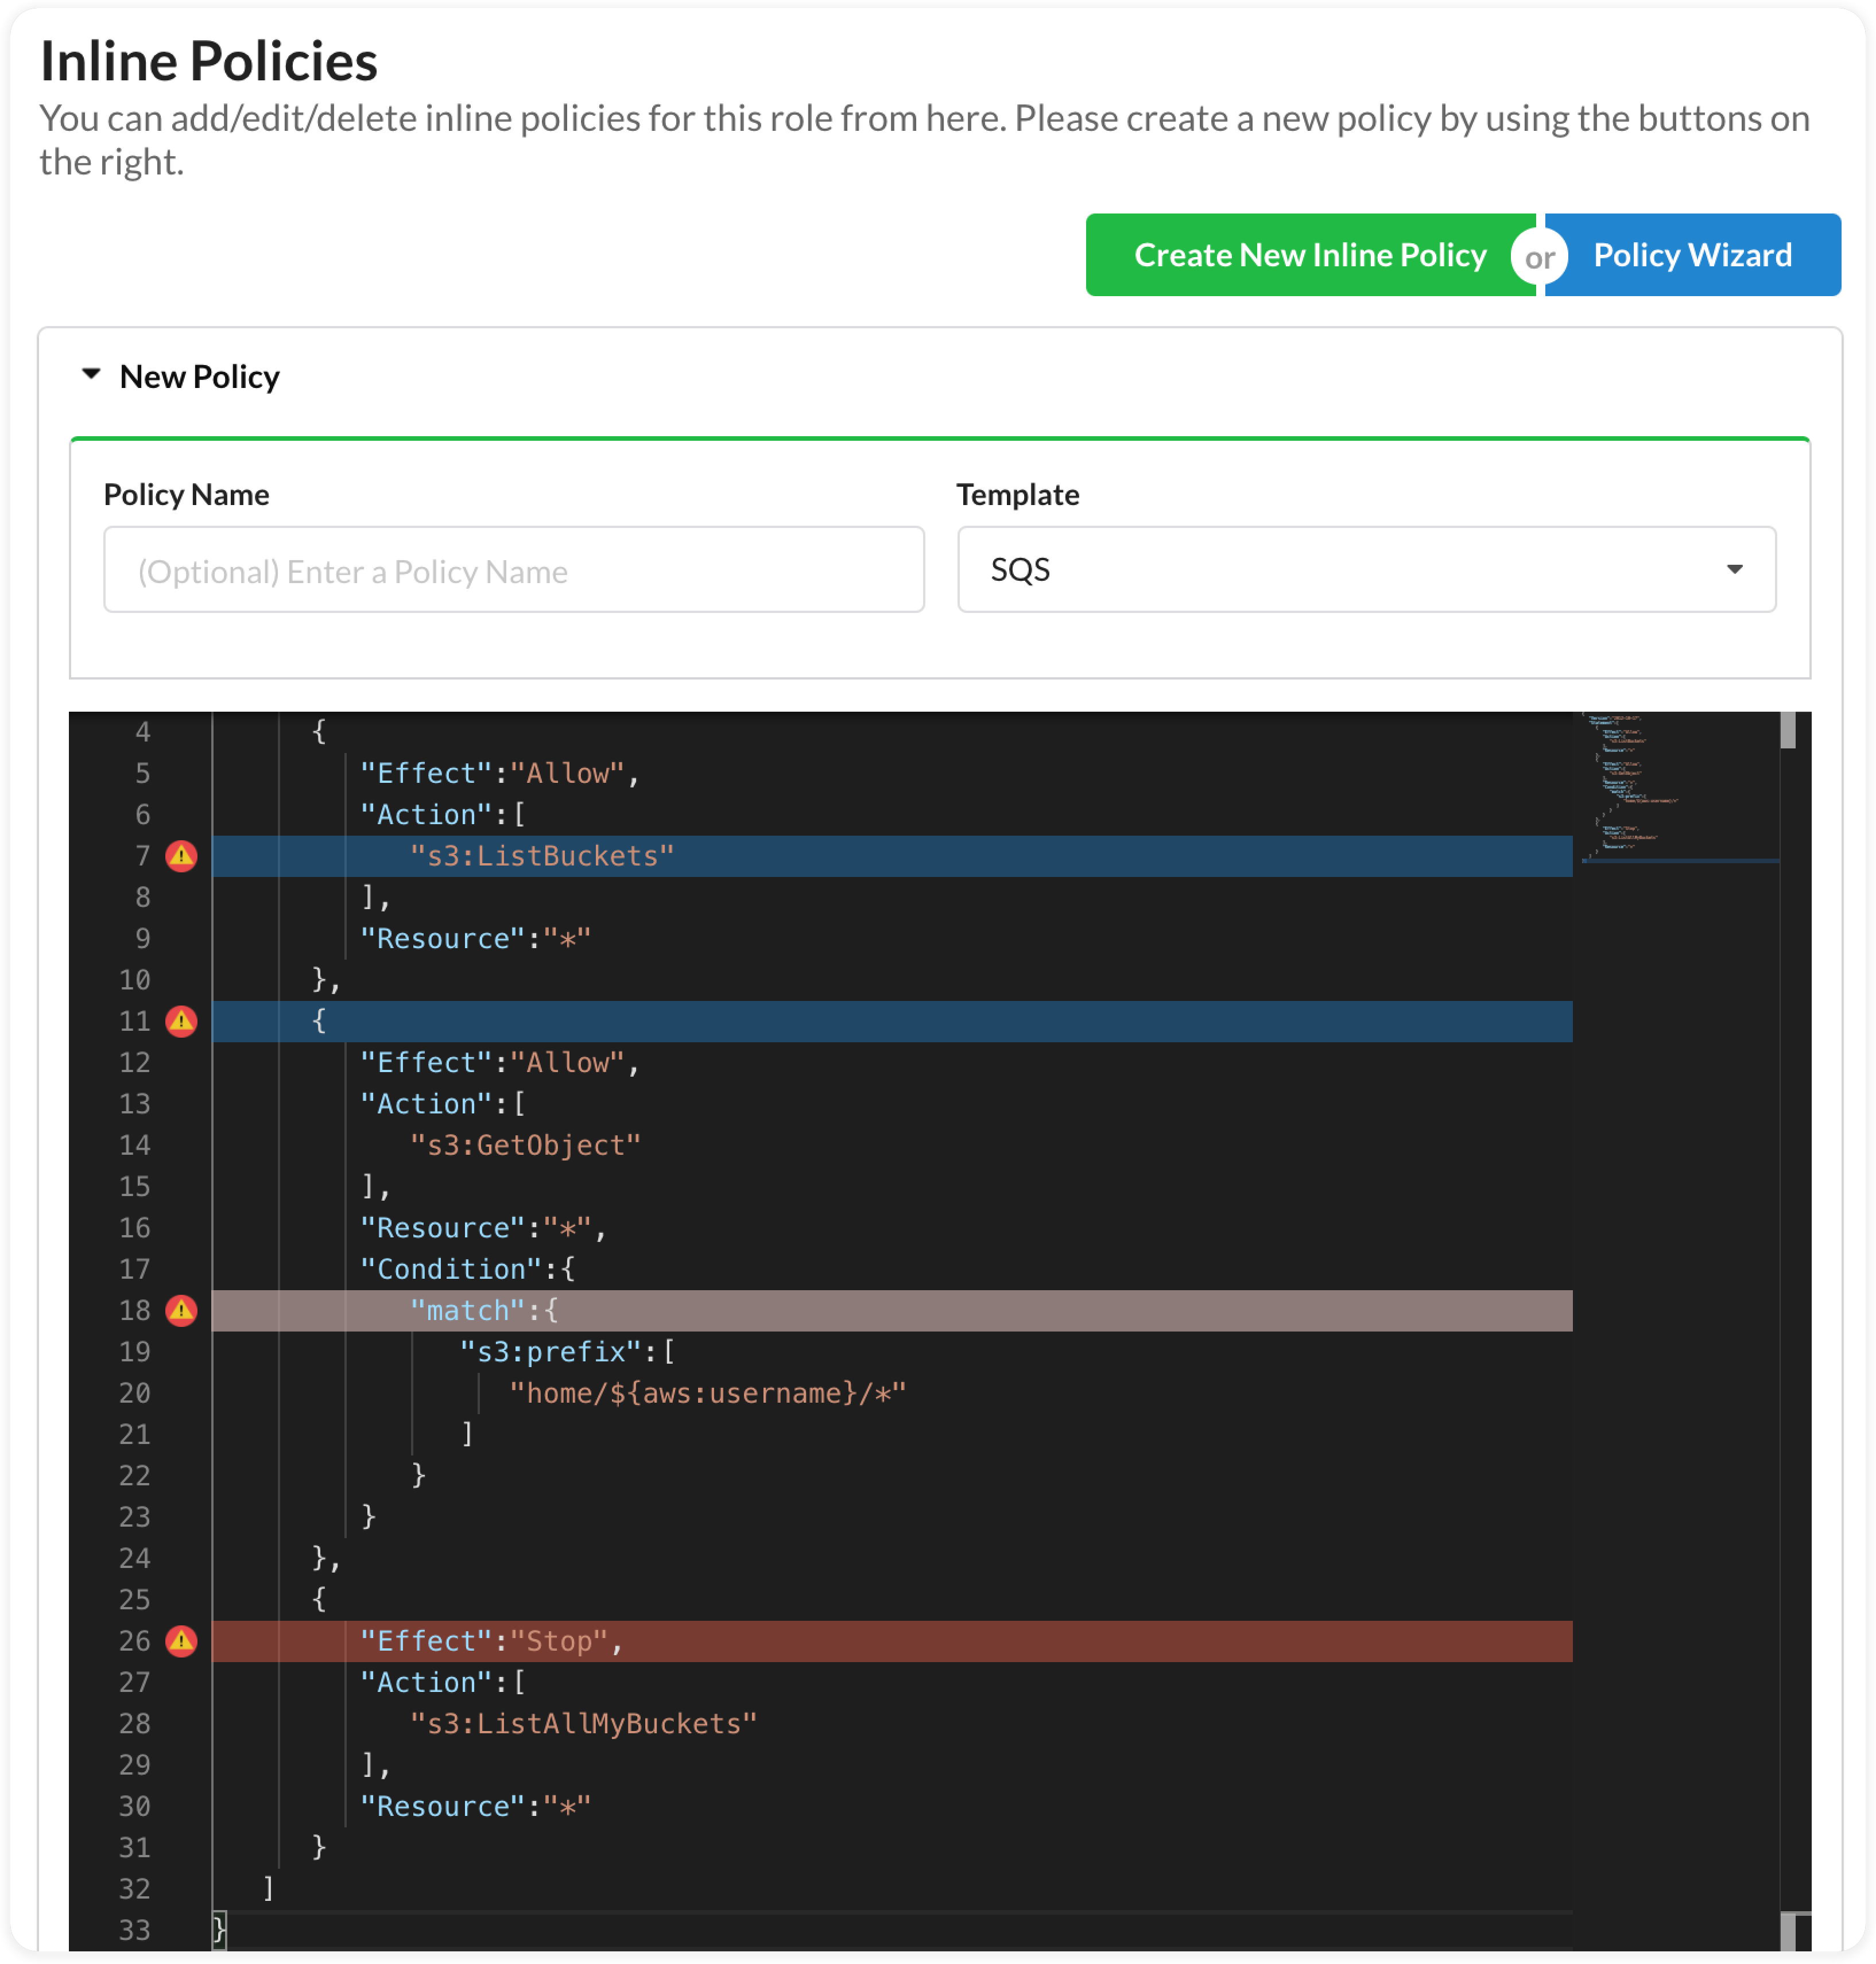 Inline Policies
You can add/edit/delete inline policies for this role from here. Please create a new policy by using the buttons on
the right.
Create New Inline Policy or Policy Wizard
New Policy
Policy Name Template
(Optional) Enter a Policy Name SQS
4 {
5 "Effect":"Allow",
6 "Action":[
7 "s3:ListBuckets"
8 ],
9 "Resource":"*"
10 },
11 {
12 "Effect":"Allow",
13 "Action":[
14 "s3:GetObject"
15 ],
16 "Resource":"*",
17 "Condition":{
18 "match":{
19 "s3:prefix":[
20 "home/${aws:username}/*"
21 ]
22 }
23 }
24 },
25 {
26 "Effect":"Stop",
27 "Action":[
28 "s3:ListAllMyBuckets"
29 ],
30 "Resource":"*"
31 }
32 ]
33 }